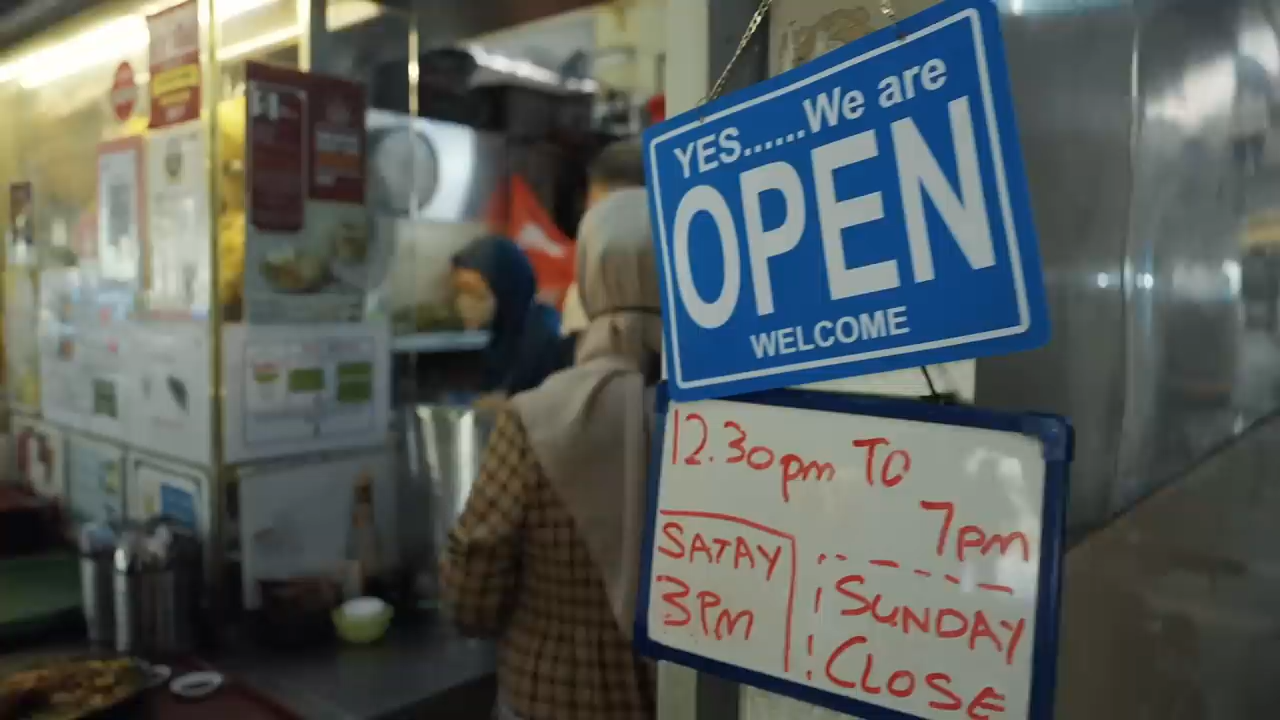 YES......We are
OPEN
WELCOME
12.30pm TO
7pm
SATAY
3Pm
SUNDAY
CLOSE